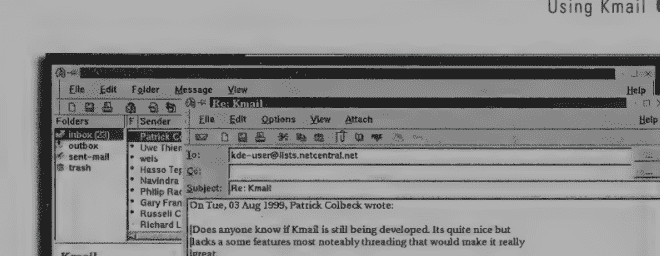 Using Kmail
File Edit Folder Message View Help
Re: Kmail
File Edit Options View Attach Help
Folders F Sender
inbox (23) Patrick
outbox Uwe Thier
sent-mail wels
trash Hasso Tep
Navindra
Philip Rac
Gary Fran
Russell C
Richard L
To: kde-user@lists.netcentral.net
Cc:
Subject: Re: Kmail
On Tue, 03 Aug 1999, Patrick Colbeck wrote:
Does anyone know if Kmail is still being developed. Its quite nice but
lacks a some features most noteably threading that would make it really
great